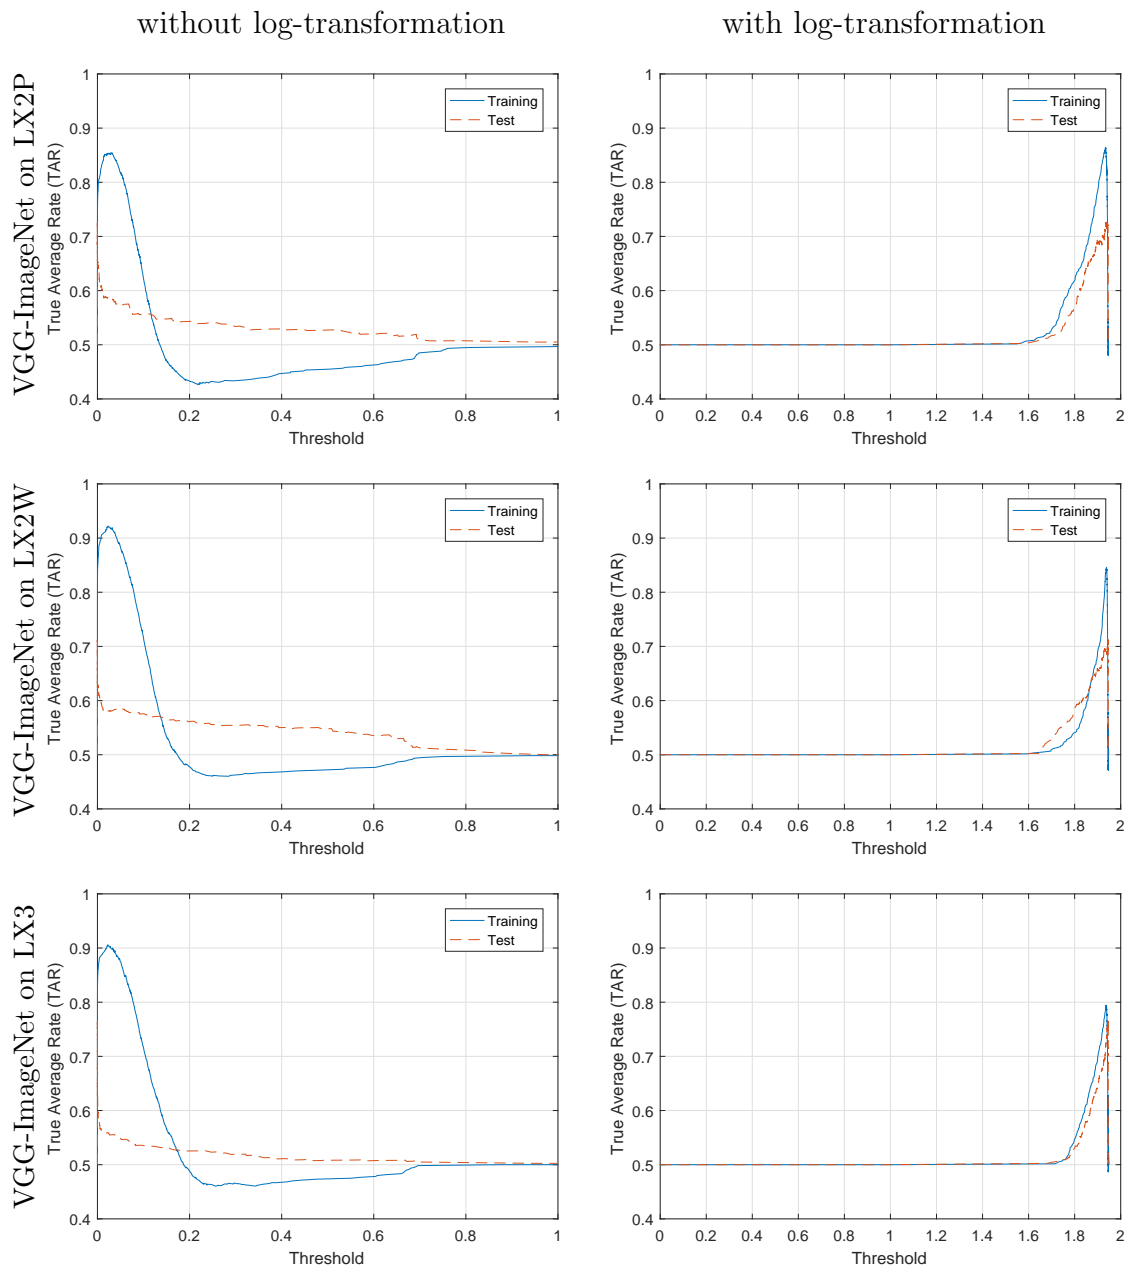 without log-transformation
with log-transformation
VGG-ImageNet on LX2P
True Average Rate (TAR)
1
0.9
0.8
0.7
0.6
0.5
0.4
0 0.2 0.4 0.6 0.8 1
Threshold
Training
Test
True Average Rate (TAR)
1
0.9
0.8
0.7
0.6
0.5
0.4
0 0.2 0.4 0.6 0.8 1 1.2 1.4 1.6 1.8 2
Threshold
Training
Test
VGG-ImageNet on LX2W
True Average Rate (TAR)
1
0.9
0.8
0.7
0.6
0.5
0.4
0 0.2 0.4 0.6 0.8 1
Threshold
Training
Test
True Average Rate (TAR)
1
0.9
0.8
0.7
0.6
0.5
0.4
0 0.2 0.4 0.6 0.8 1 1.2 1.4 1.6 1.8 2
Threshold
Training
Test
VGG-ImageNet on LX3
True Average Rate (TAR)
1
0.9
0.8
0.7
0.6
0.5
0.4
0 0.2 0.4 0.6 0.8 1
Threshold
Training
Test
True Average Rate (TAR)
1
0.9
0.8
0.7
0.6
0.5
0.4
0 0.2 0.4 0.6 0.8 1 1.2 1.4 1.6 1.8 2
Threshold
Training
Test